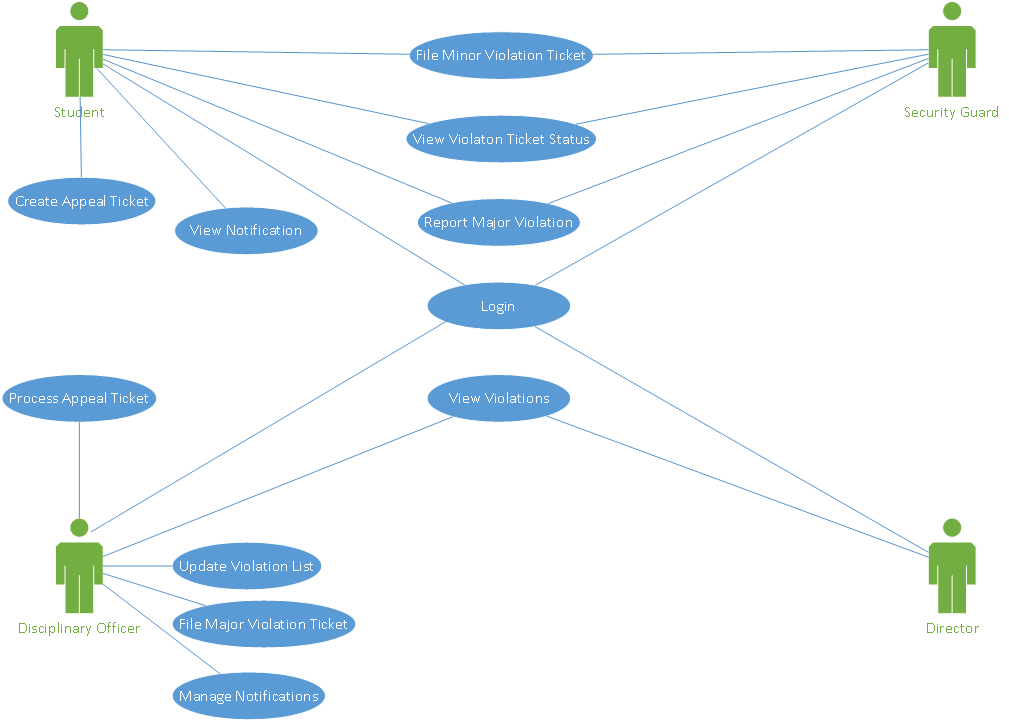 File Minor Violation Ticket
Student
Security Guard
View Violaton Ticket Status
Create Appeal Ticket
Report Major Violation
View Notification
Login
Process Appeal Ticket
View Violations
Update Violation List
File Major Violation Ticket
Disciplinary Officer
Director
Manage Notifications